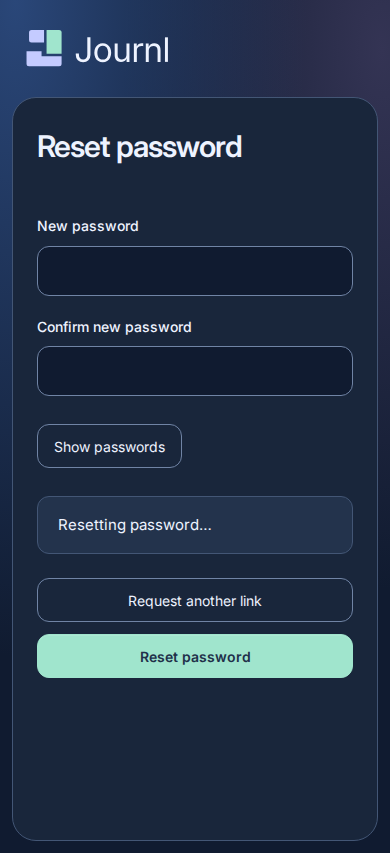 Journl
Reset password
New password
Confirm new password
Show passwords
Resetting password...
Request another link
Reset password